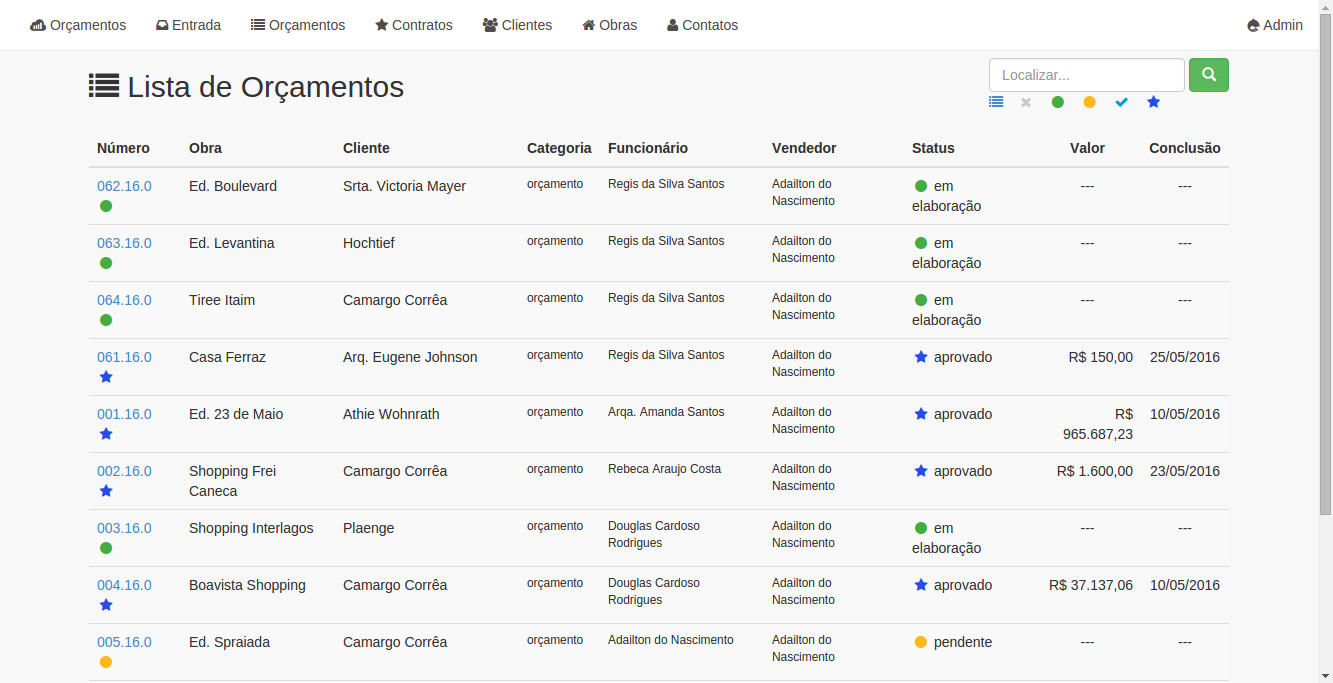 Orçamentos Entrada Orçamentos Contratos Clientes Obras Contatos Admin
Lista de Orçamentos
Localizar...
Número Obra Cliente Categoria Funcionário Vendedor Status Valor Conclusão
062.16.0 Ed. Boulevard Srta. Victoria Mayer orçamento Regis da Silva Santos Adailton do em --- ---
Nascimento elaboração
063.16.0 Ed. Levantina Hochtief orçamento Regis da Silva Santos Adailton do em --- ---
Nascimento elaboração
064.16.0 Tiree Itaim Camargo Corrêa orçamento Regis da Silva Santos Adailton do em --- ---
Nascimento elaboração
061.16.0 Casa Ferraz Arq. Eugene Johnson orçamento Regis da Silva Santos Adailton do aprovado R$ 150,00 25/05/2016
Nascimento
001.16.0 Ed. 23 de Maio Athie Wohnrath orçamento Arqa. Amanda Santos Adailton do aprovado R$ 10/05/2016
Nascimento 965.687,23
002.16.0 Shopping Frei Camargo Corrêa orçamento Rebeca Araujo Costa Adailton do aprovado R$ 1.600,00 23/05/2016
Caneca Nascimento
003.16.0 Shopping Interlagos Plaenge orçamento Douglas Cardoso Adailton do em --- ---
Rodrigues Nascimento elaboração
004.16.0 Boavista Shopping Camargo Corrêa orçamento Douglas Cardoso Adailton do aprovado R$ 37.137,06 10/05/2016
Rodrigues Nascimento
005.16.0 Ed. Spraiada Camargo Corrêa orçamento Adailton do Nascimento Adailton do pendente --- ---
Nascimento